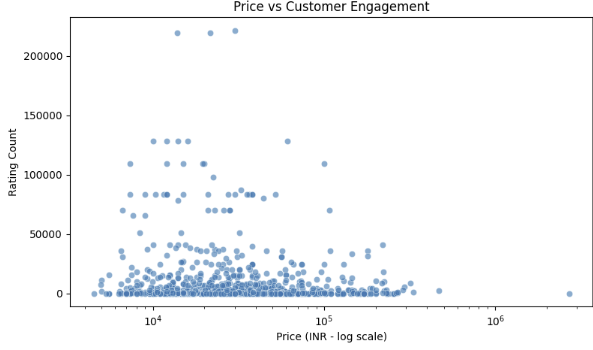 Price vs Customer Engagement
Rating Count
200000
150000
100000
50000
0
10⁴
10⁵
10⁶
Price (INR - log scale)